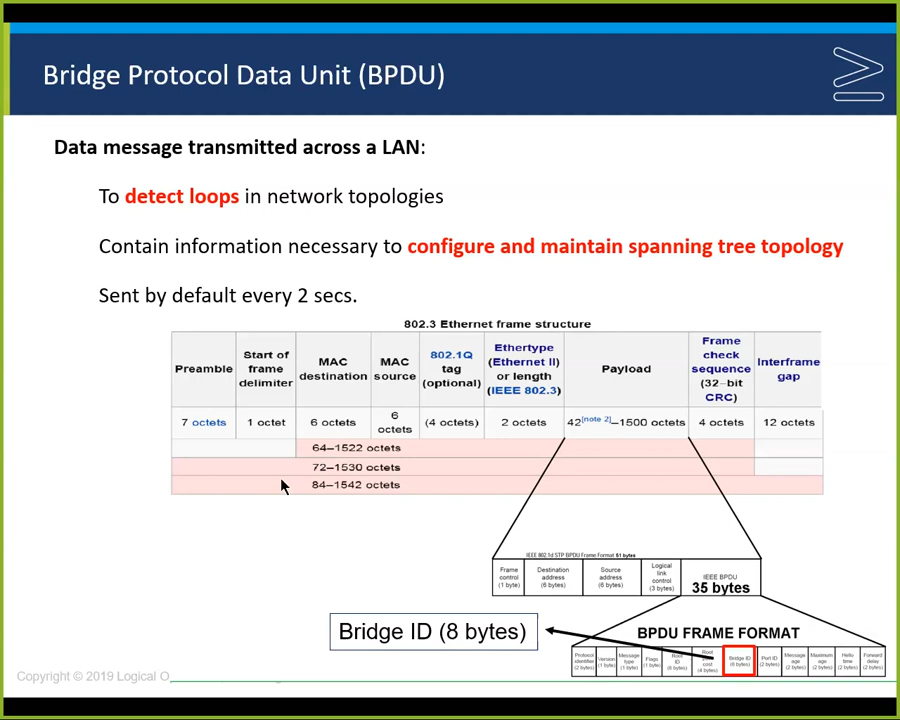 Bridge Protocol Data Unit (BPDU)
Data message transmitted across a LAN:
To detect loops in network topologies
Contain information necessary to configure and maintain spanning tree topology
Sent by default every 2 secs.
802.3 Ethernet frame structure
Preamble
Start of
frame
delimiter
MAC
destination
MAC
source
802.1Q
tag
(optional)
Ethertype
(Ethernet II)
or length
(IEEE 802.3)
Payload
Frame
check
sequence
(32-bit
CRC)
Interframe
gap
7 octets
1 octet
6 octets
6
octets
(4 octets)
2 octets
42[note 2]–1500 octets
4 octets
12 octets
64–1522 octets
72–1530 octets
84–1542 octets
IEEE 802.1d STP BPDU Frame Format 51 bytes
Frame
control
(1 byte)
Destination
address
(6 bytes)
Source
address
(6 bytes)
Logical
link
control
(3 bytes)
IEEE BPDU
35 bytes
Bridge ID (8 bytes)
BPDU FRAME FORMAT
Protocol
identifier
(2 bytes)
Version
(1 byte)
Message
type
(1 byte)
Flags
(1 byte)
Root
ID
(8 bytes)
Root
cost
(4 bytes)
Bridge ID
(8 bytes)
Port ID
(2 bytes)
Message
age
(2 bytes)
Maximum
age
(2 bytes)
Hello
time
(2 bytes)
Forward
delay
(2 bytes)
Copyright © 2019 Logical O